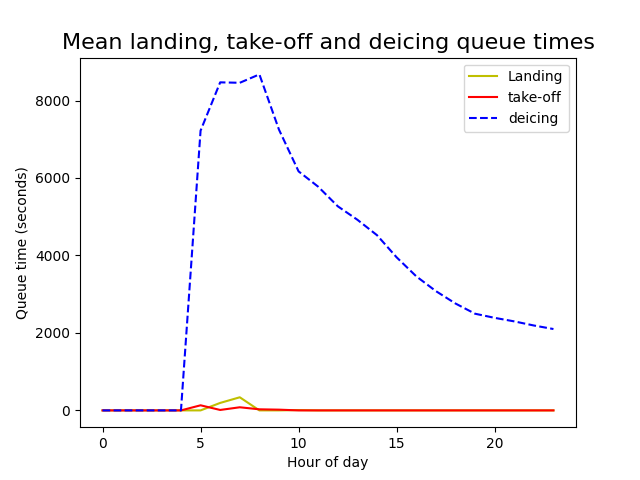 Mean landing, take-off and deicing queue times
Landing
take-off
deicing
8000
6000
4000
2000
0
Queue time (seconds)
0 5 10 15 20
Hour of day